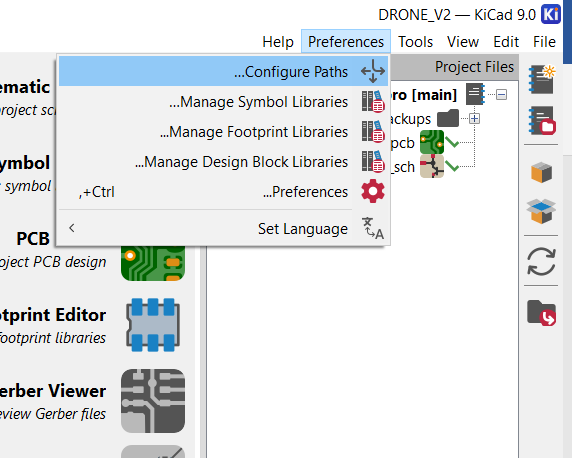 DRONE_V2 — KiCad 9.0
File Edit View Tools Preferences Help
Project Files
Configure Paths...
Manage Symbol Libraries...
Manage Footprint Libraries...
Manage Design Block Libraries...
Preferences... Ctrl+,
Set Language
ro [main]
ackups
pcb
_sch
ematic
project sc
ymbol
symbol
PCB
oject PCB design
otprint Editor
footprint libraries
erber Viewer
eview Gerber files